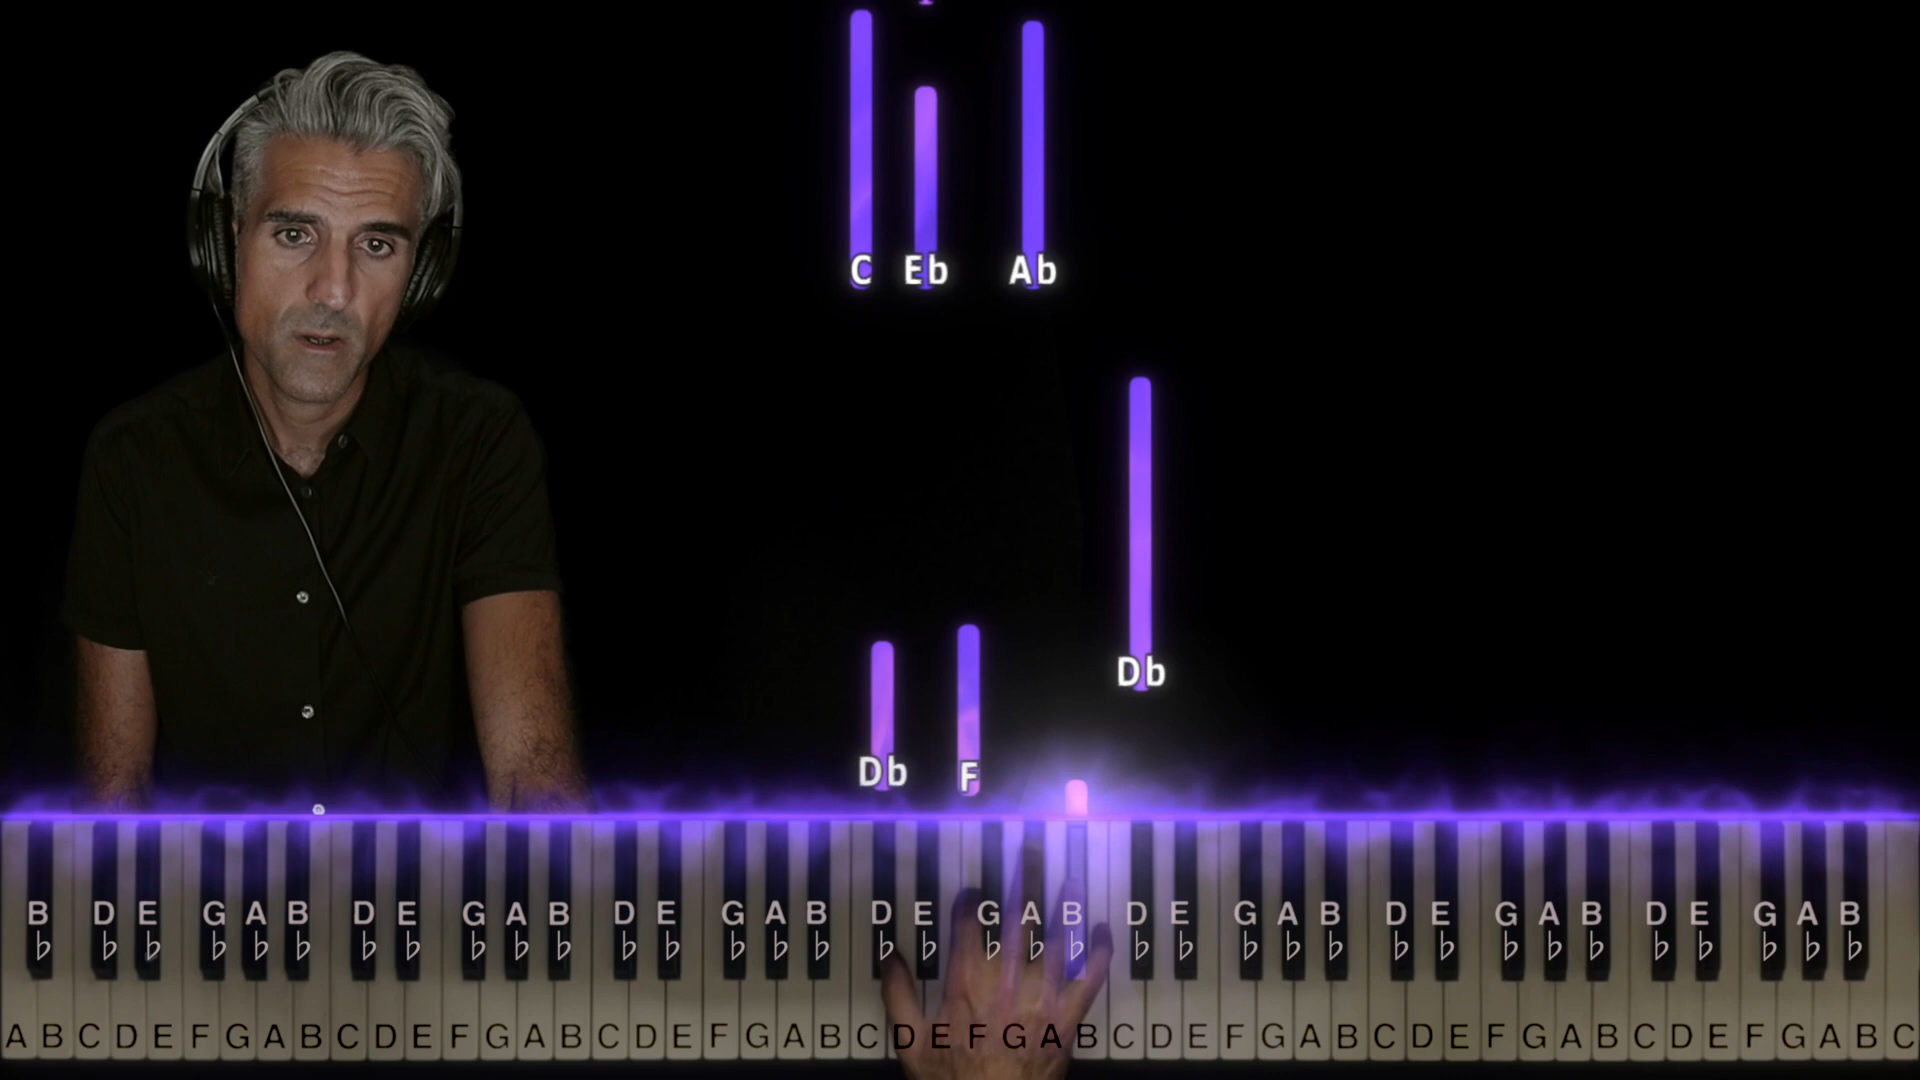 C Eb Ab
Db
Db F
B D E G A B D E G A B D E G A B D E G A B D E G A B D E G A B D E G A B
♭ ♭ ♭ ♭ ♭ ♭ ♭ ♭ ♭ ♭ ♭ ♭ ♭ ♭ ♭ ♭ ♭ ♭ ♭ ♭ ♭ ♭ ♭ ♭ ♭ ♭ ♭ ♭ ♭ ♭ ♭ ♭ ♭ ♭ ♭ ♭
A B C D E F G A B C D E F G A B C D E F G A B C D E F G A B C D E F G A B C D E F G A B C D E F G A B C